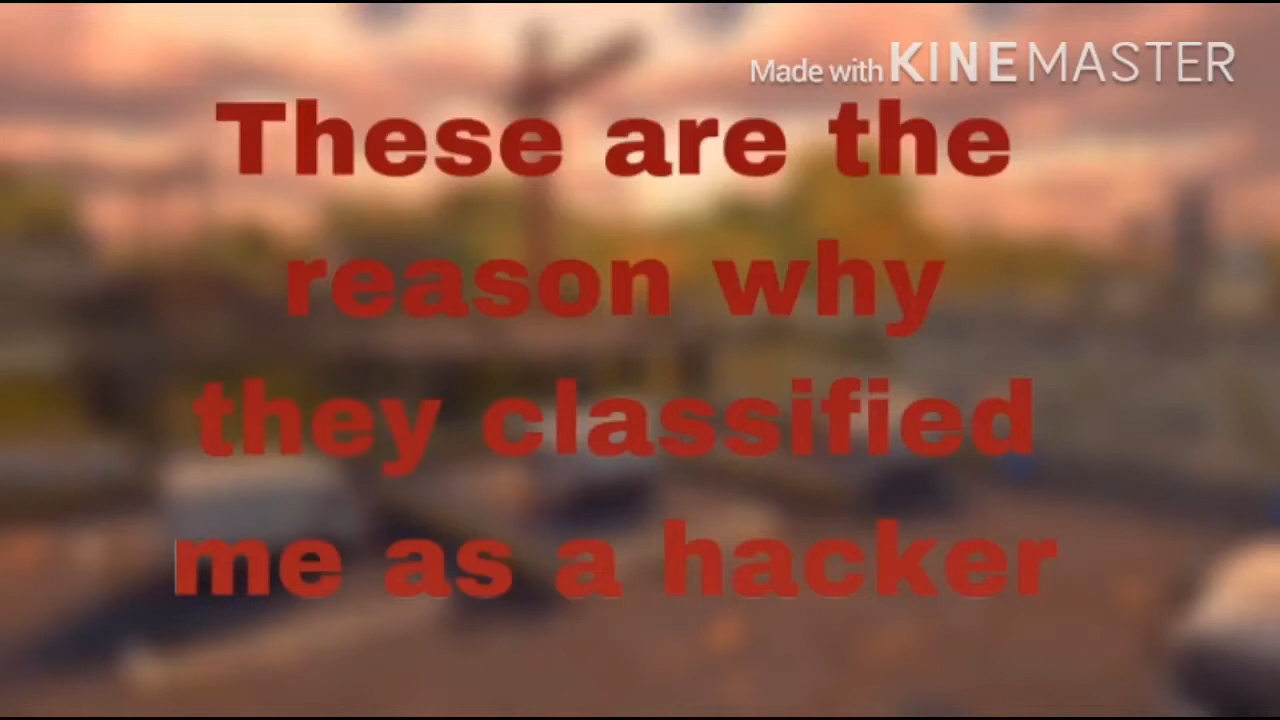 Made with KINEMASTER
These are the
reason why
they classified
me as a hacker